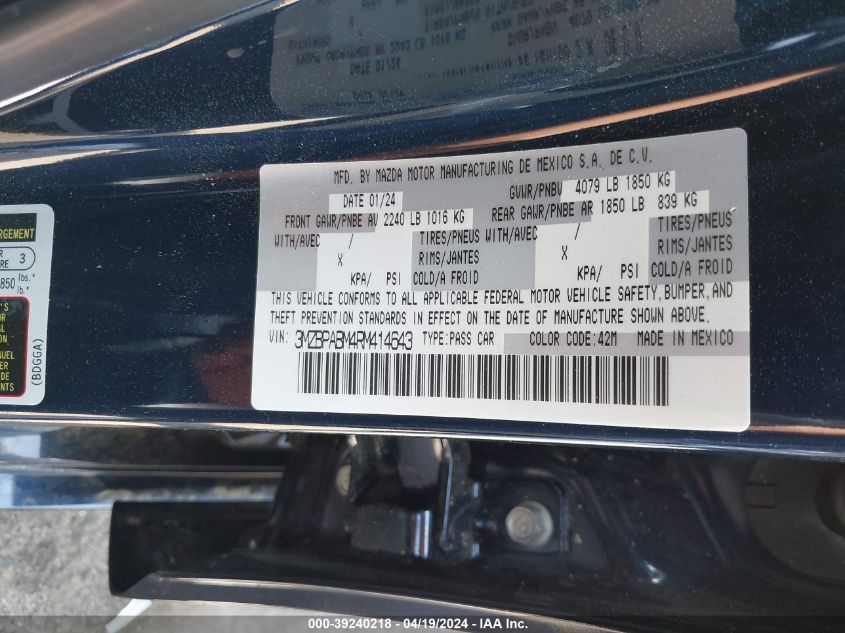 MFD. BY MAZDA MOTOR MANUFACTURING DE MEXICO S.A. DE C.V.
DATE 01/24 GVWR/PNBV 4079 LB 1850 KG
FRONT GAWR/PNBE AV 2240 LB 1016 KG REAR GAWR/PNBE AR 1850 LB 839 KG
WITH/AVEC / TIRES/PNEUS WITH/AVEC / TIRES/PNEUS
X RIMS/JANTES X RIMS/JANTES
KPA/ PSI COLD/A FROID KPA/ PSI COLD/A FROID
THIS VEHICLE CONFORMS TO ALL APPLICABLE FEDERAL MOTOR VEHICLE SAFETY, BUMPER, AND
THEFT PREVENTION STANDARDS IN EFFECT ON THE DATE OF MANUFACTURE SHOWN ABOVE.
VIN: 3MZBPABM4RM414643 TYPE:PASS CAR COLOR CODE:42M MADE IN MEXICO
3
850 lbs.*
lb.*
(BDGGA)
000-39240218 - 04/19/2024 - IAA Inc.